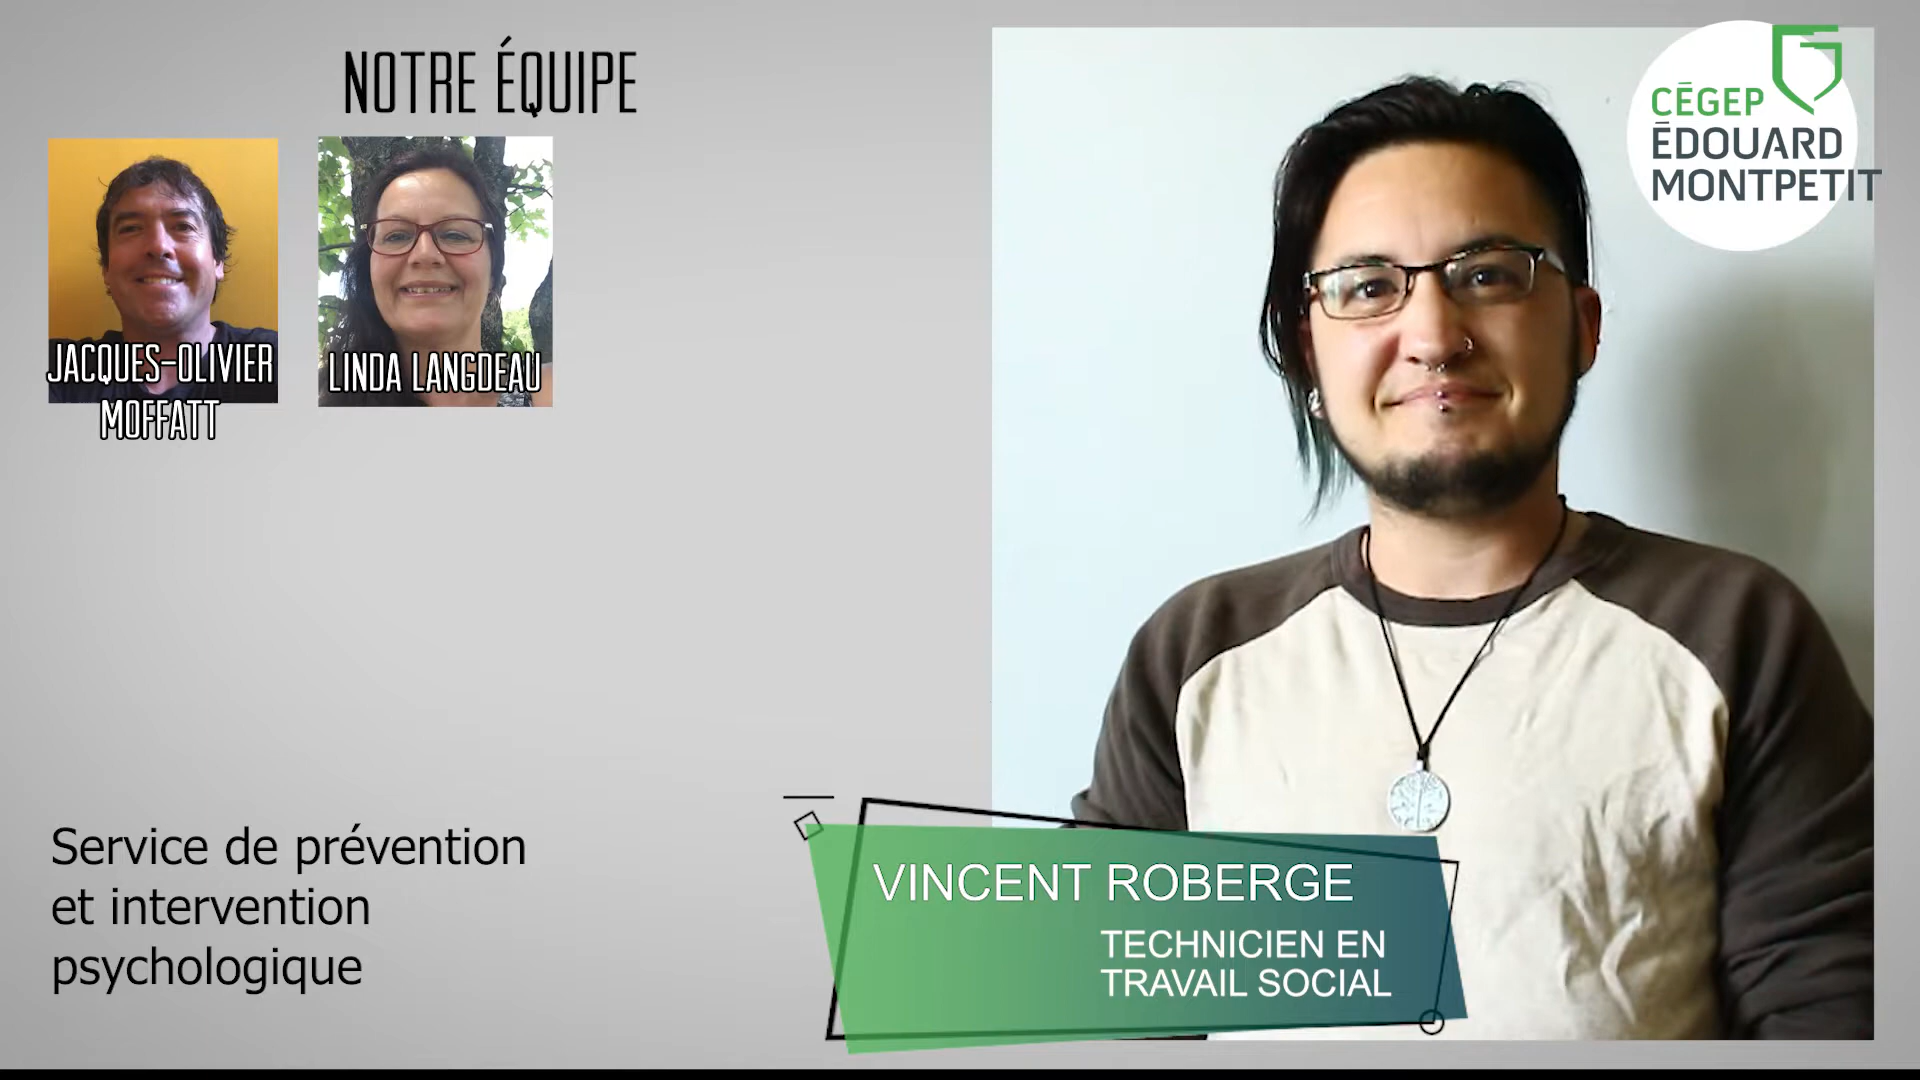 NOTRE ÉQUIPE
JACQUES-OLIVIER
MOFFATT
LINDA LANGDEAU
CÉGEP
ÉDOUARD
MONTPETIT
Service de prévention
et intervention
psychologique
VINCENT ROBERGE
TECHNICIEN EN
TRAVAIL SOCIAL